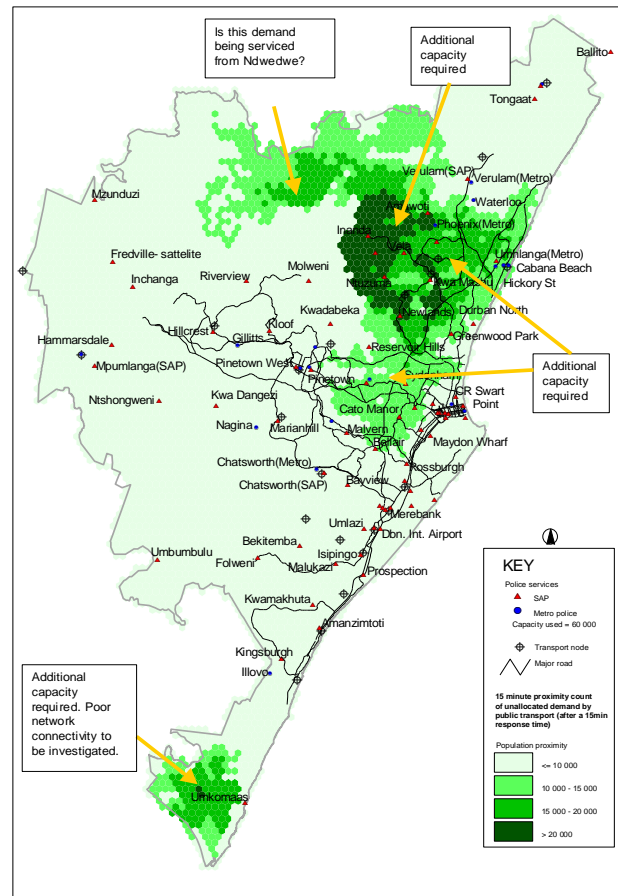 Is this demand
being serviced
from Ndwedwe?
Additional
capacity
required
Ballito
Tongaat
Verulam(SAP)
Verulam(Metro)
Mzunduzi
Waterloo
Phoenix(Metro)
Inanda
Umhlanga(Metro)
Fredville- sattelite
Cabana Beach
Inchanga
Riverview
Molweni
Ntuzuma
Kwa Mashu
Hickory St
Kwadabeka
Newlands
Durban North
Hillcrest
Kloof
Greenwood Park
Hammarsdale
Gillitts
Reservoir Hills
Pinetown West
Mpumlanga(SAP)
Pinetown
Additional
capacity
required
Ntshongweni
Kwa Dangezi
CR Swart
Cato Manor
Point
Nagina
Marianhill
Malvern
Maydon Wharf
Bellair
Chatsworth(Metro)
Rossburgh
Chatsworth(SAP)
Bayview
Merebank
Umlazi
Dbn. Int. Airport
Bekitemba
Umbumbulu
Folweni
Isipingo
Malukazi
Prospection
Kwamakhuta
Amanzimtoti
Kingsburgh
Illovo
Additional
capacity
required. Poor
network
connectivity to
be investigated.
Umkomaas
KEY
Police services
SAP
Metro police
Capacity used = 60 000
Transport node
Major road
15 minute proximity count
of unallocated demand by
public transport (after a 15min
response time)
Population proximity
<= 10 000
10 000 - 15 000
15 000 - 20 000
> 20 000